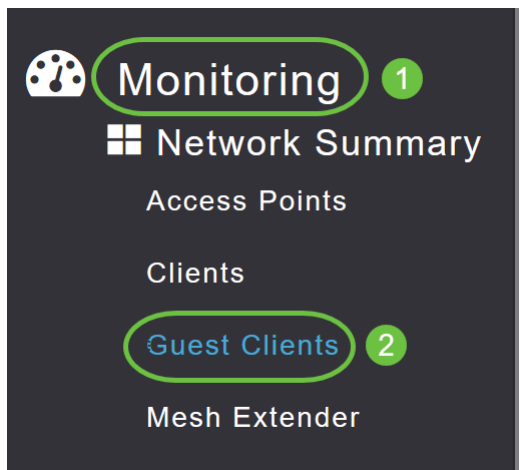 Monitoring 1
Network Summary
Access Points
Clients
Guest Clients 2
Mesh Extender